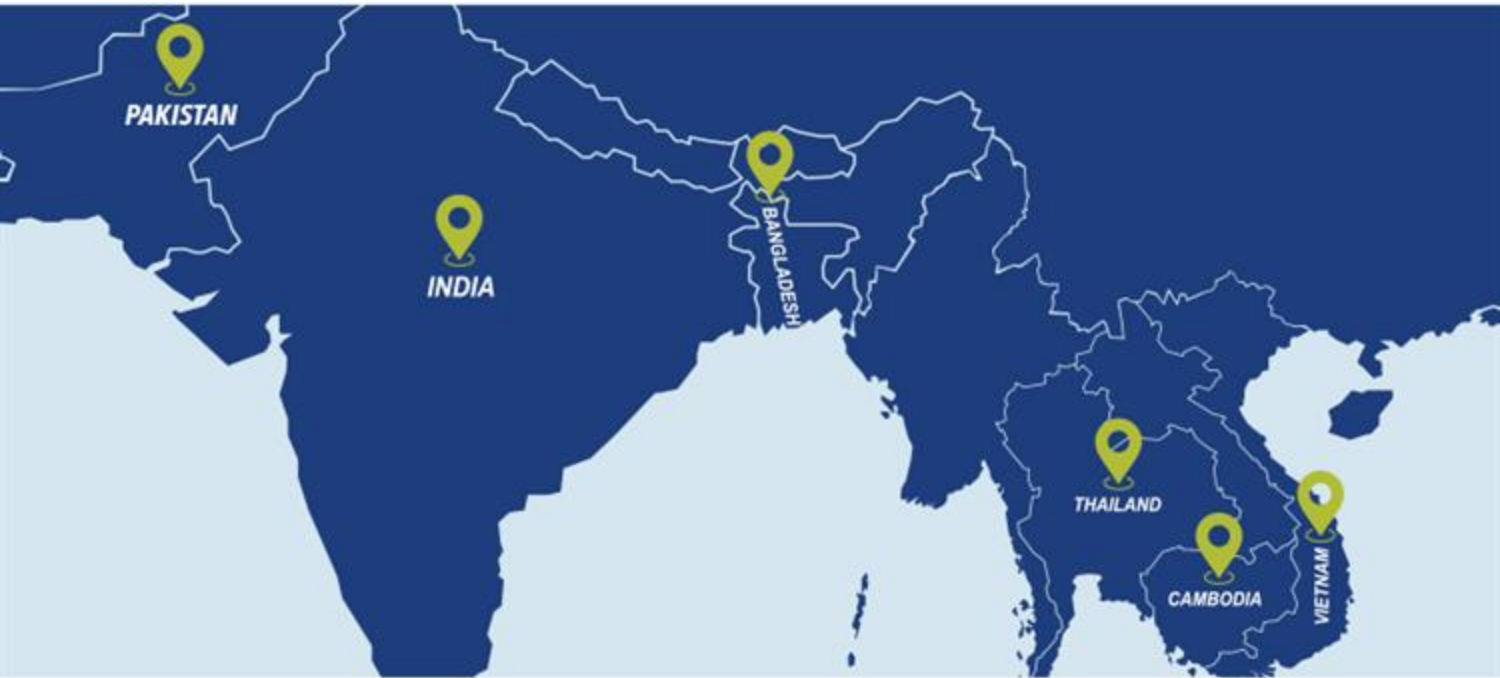 PAKISTAN
INDIA
BANGLADESH
THAILAND
CAMBODIA
VIETNAM